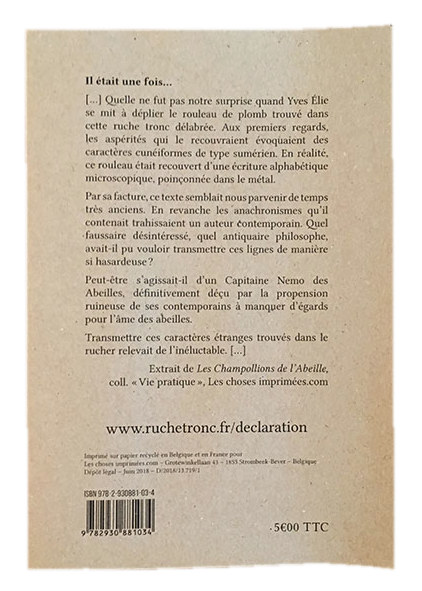 Il était une fois...
[...] Quelle ne fut pas notre surprise quand Yves Élie
se mit à déplier le rouleau de plomb trouvé dans
cette ruche tronc délabrée. Aux premiers regards,
les aspérités qui le recouvraient évoquaient des
caractères cunéiformes de type sumérien. En réalité,
ce rouleau était recouvert d'une écriture alphabétique
microscopique, poinçonnée dans le métal.
Par sa facture, ce texte semblait nous parvenir de temps
très anciens. En revanche les anachronismes qu'il
contenait trahissaient un auteur contemporain. Quel
faussaire désintéressé, quel antiquaire philosophe,
avait-il pu vouloir transmettre ces lignes de manière
si hasardeuse ?
Peut-être s'agissait-il d'un Capitaine Nemo des
Abeilles, définitivement déçu par la propension
ruineuse de ses contemporains à manquer d'égards
pour l'âme des abeilles.
Transmettre ces caractères étranges trouvés dans le
rucher relevait de l'inéluctable. [...]
Extrait de Les Champollions de l'Abeille,
coll. « Vie pratique », Les choses imprimées.com
www.ruchetronc.fr/declaration
Imprimé sur papier recyclé en Belgique et en France pour
Les choses imprimées.com – Grotewinkellaan 43 – 1853 Strombeek-Bever – Belgique
Dépôt légal – Juin 2018 – D/2018/13.719/1
ISBN 978-2-930881-03-4
9 782930 881034
5€00 TTC